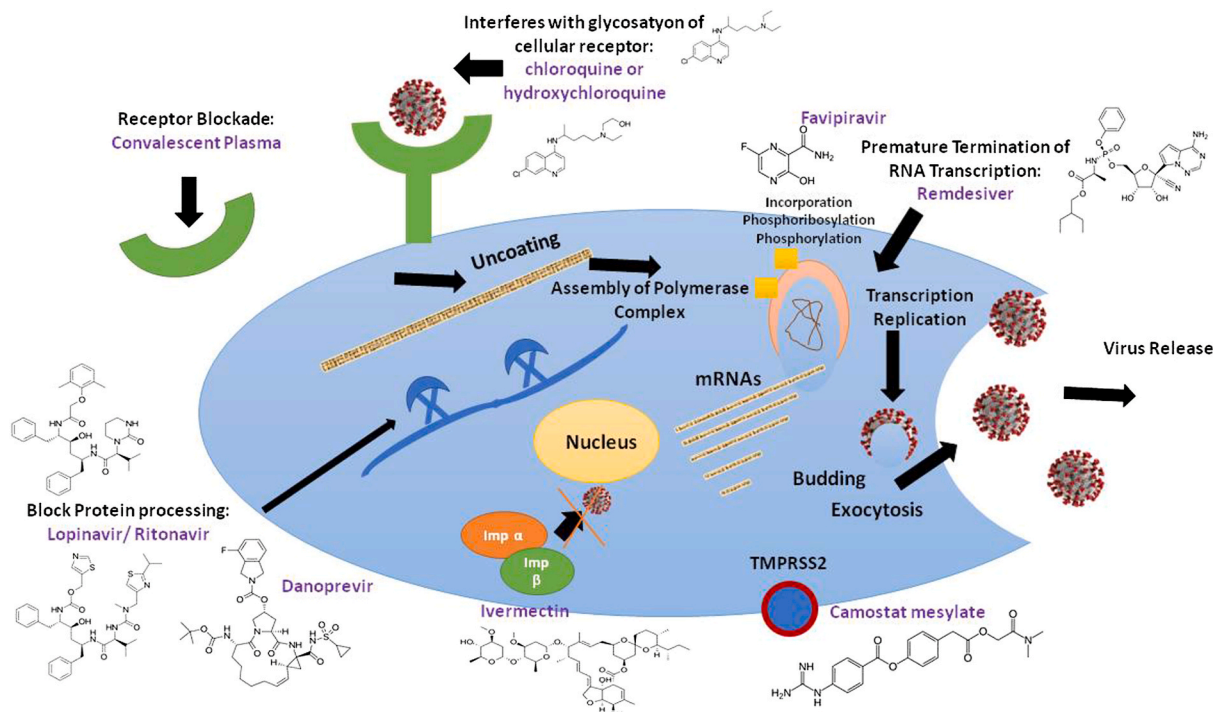 Interferes with glycosatyon of
cellular receptor:
chloroquine or
hydroxychloroquine
Receptor Blockade:
Convalescent Plasma
Favipiravir
Premature Termination of
RNA Transcription:
Remdesiver
Incorporation
Phosphoribosylation
Phosphorylation
Uncoating
Assembly of Polymerase
Complex
Transcription
Replication
Virus Release
mRNAs
Nucleus
Budding
Exocytosis
Block Protein processing:
Lopinavir/ Ritonavir
Danoprevir
Imp α
Imp
β
Ivermectin
TMPRSS2
Camostat mesylate